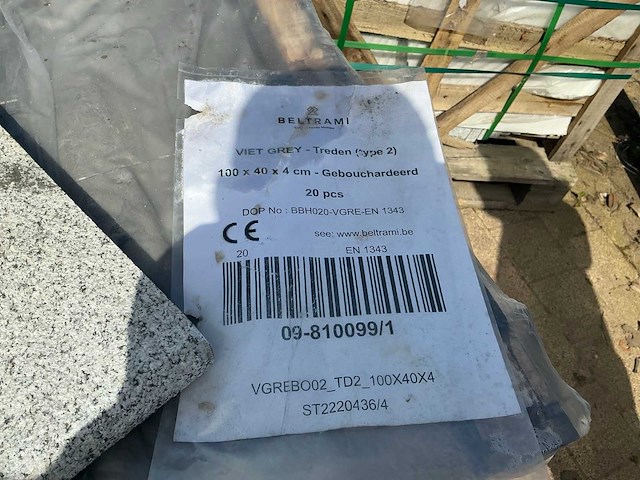 BELTRAMI
VIET GREY - Treden (type 2)
100 x 40 x 4 cm - Gebouchardeerd
20 pcs
DOP No : BBH020-VGRE-EN 1343
CE
see: www.beltrami.be
20
EN 1343
09-810099/1
VGREBO02_TD2_100X40X4
ST2220436/4